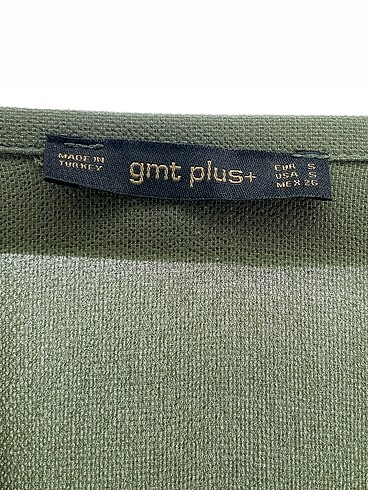 MADE IN
TURKEY
gmt plus+
EUR S
USA S
MEX 26